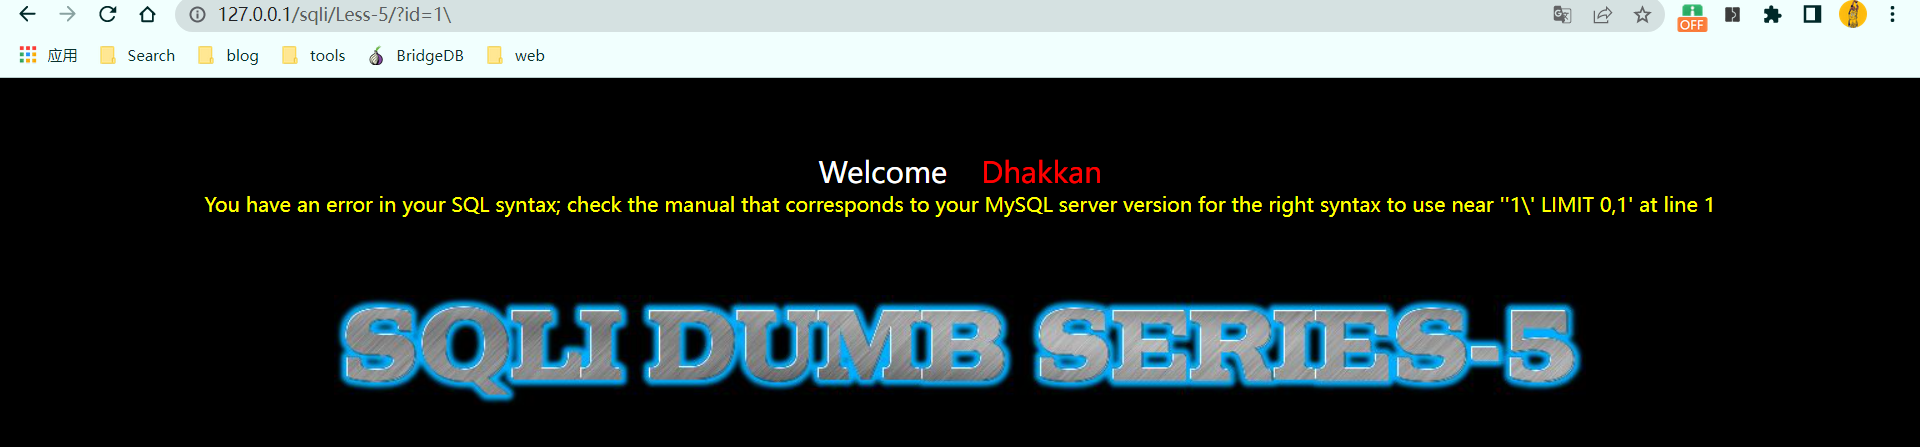 127.0.0.1/sqli/Less-5/?id=1\
OFF
应用 Search blog tools BridgeDB web
Welcome Dhakkan
You have an error in your SQL syntax; check the manual that corresponds to your MySQL server version for the right syntax to use near ''1\' LIMIT 0,1' at line 1
SQLI DUMB SERIES-5